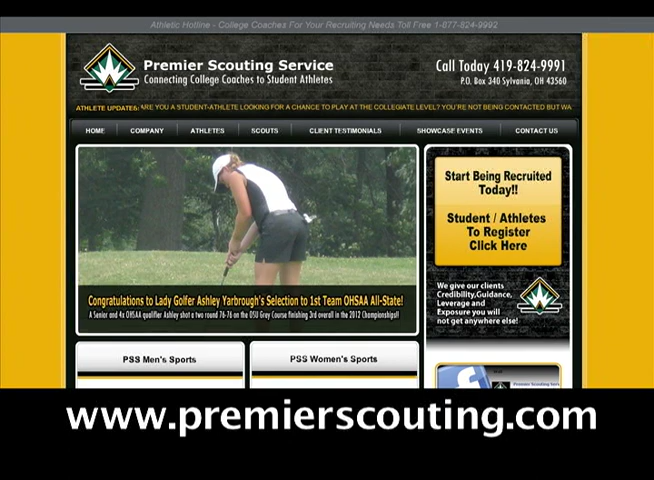 Athletic Hotline - College Coaches For Your Recruiting Needs Toll Free 1-877-824-9992
Premier Scouting Service
Connecting College Coaches to Student Athletes
Call Today 419-824-9991
P.O. Box 340 Sylvania, OH 43560
ATHLETE UPDATES: ARE YOU A STUDENT-ATHLETE LOOKING FOR A CHANCE TO PLAY AT THE COLLEGIATE LEVEL? YOU'RE NOT BEING CONTACTED BUT WA
HOME COMPANY ATHLETES SCOUTS CLIENT TESTIMONIALS SHOWCASE EVENTS CONTACT US
Start Being Recruited
Today!!
Student / Athletes
To Register
Click Here
Congratulations to Lady Golfer Ashley Yarbrough's Selection to 1st Team OHSAA All-State!
A Senior and 4x OHSAA qualifier Ashley shot a two round 76-76 on the OSU Grey Course finishing 3rd overall in the 2012 Championships!!
We give our clients
Credibility,Guidance,
Leverage and
Exposure you will
not get anywhere else!
PSS Men's Sports
PSS Women's Sports
Premier Scouting Serv
www.premierscouting.com